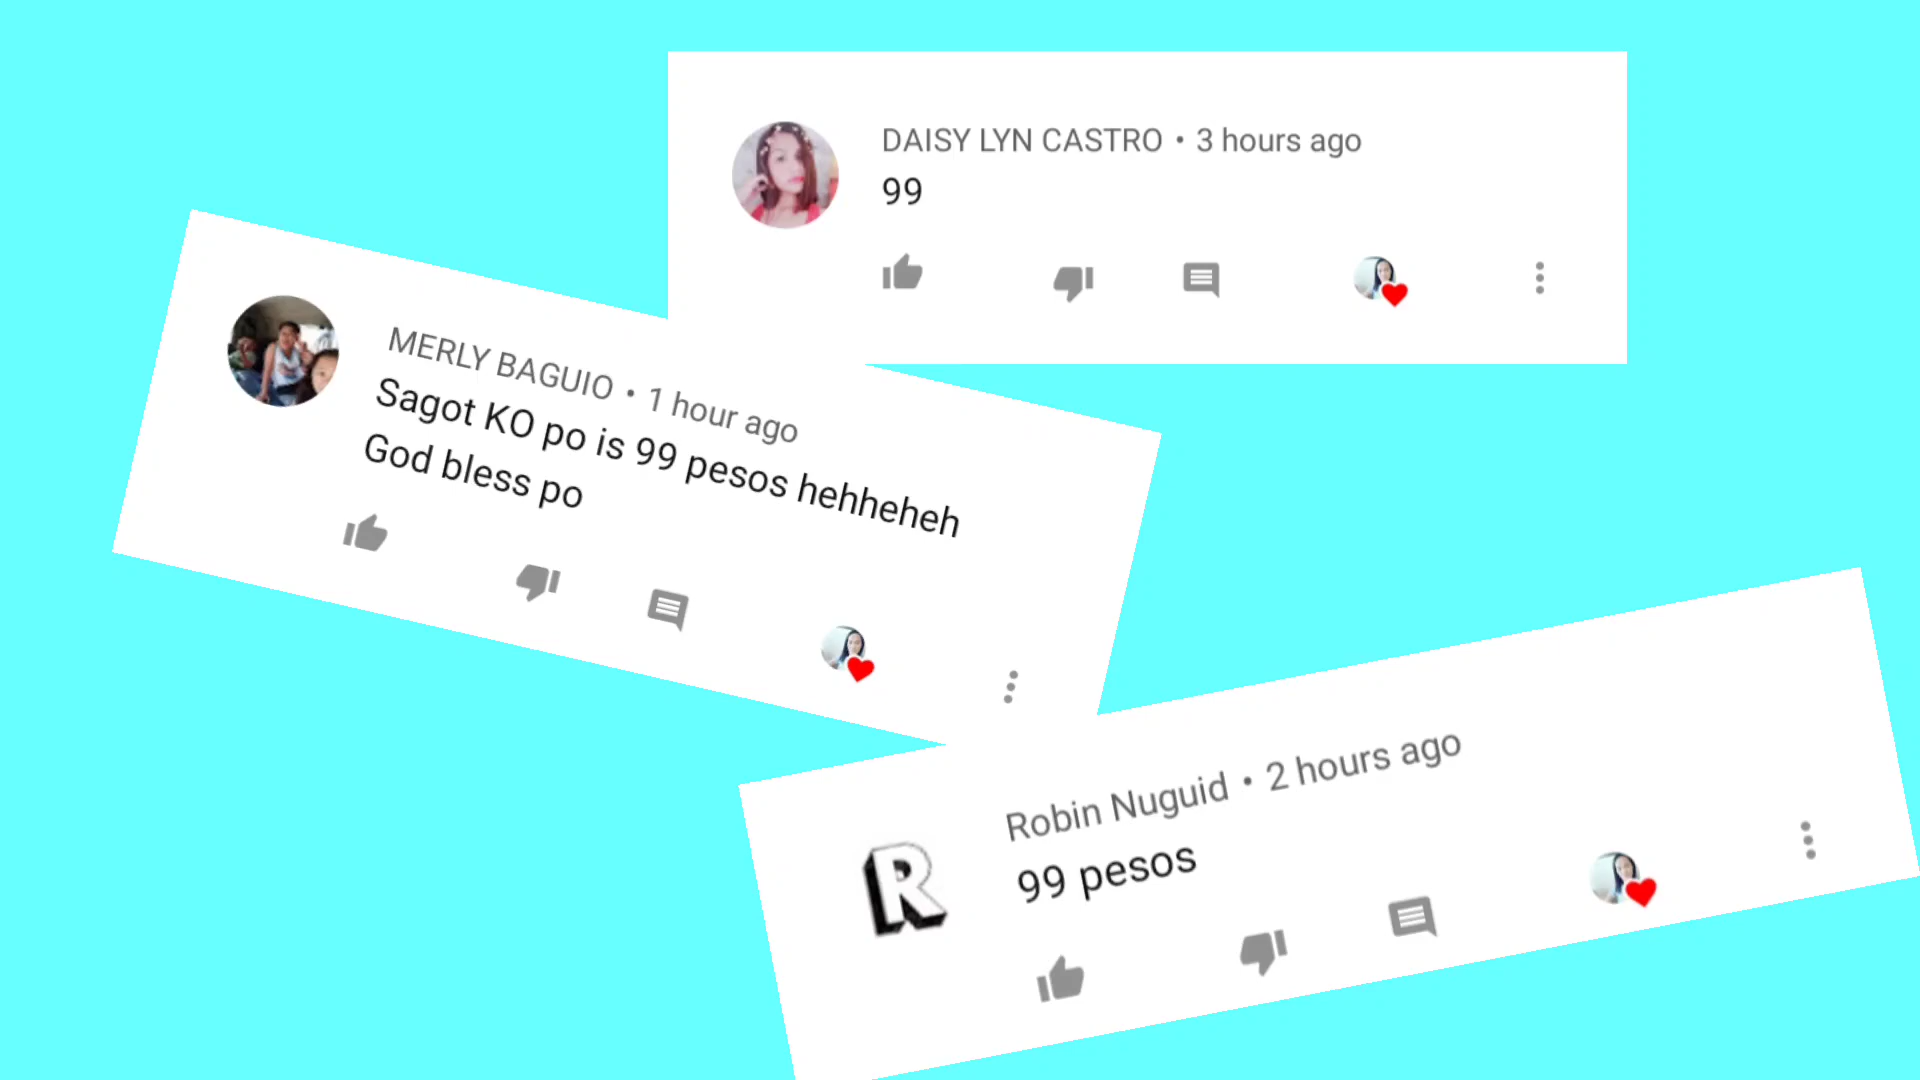 DAISY LYN CASTRO • 3 hours ago
99
MERLY BAGUIO • 1 hour ago
Sagot KO po is 99 pesos hehheheh
God bless po
Robin Nuguid • 2 hours ago
99 pesos
R